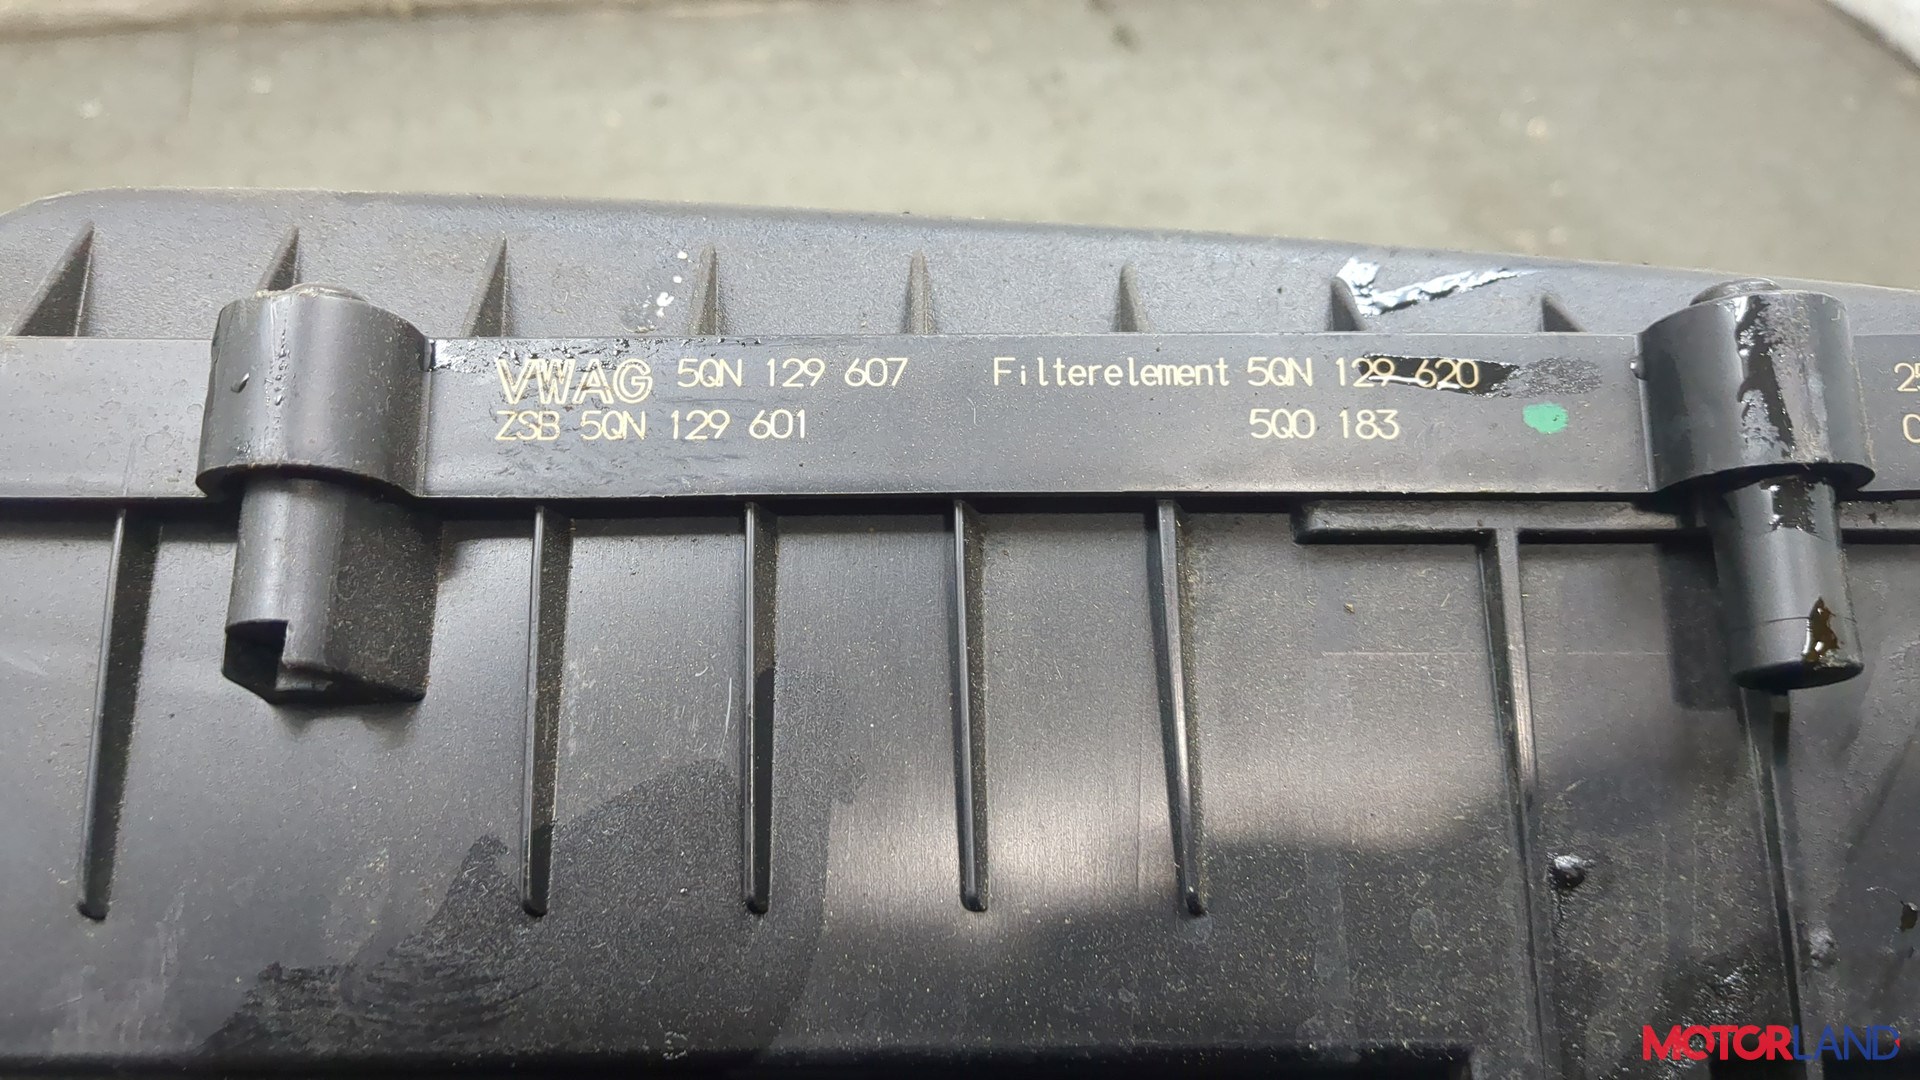 VWAG 5QN 129 607 Filterelement 5QN 129 620
ZSB 5QN 129 601 5Q0 183
MOTORLAND